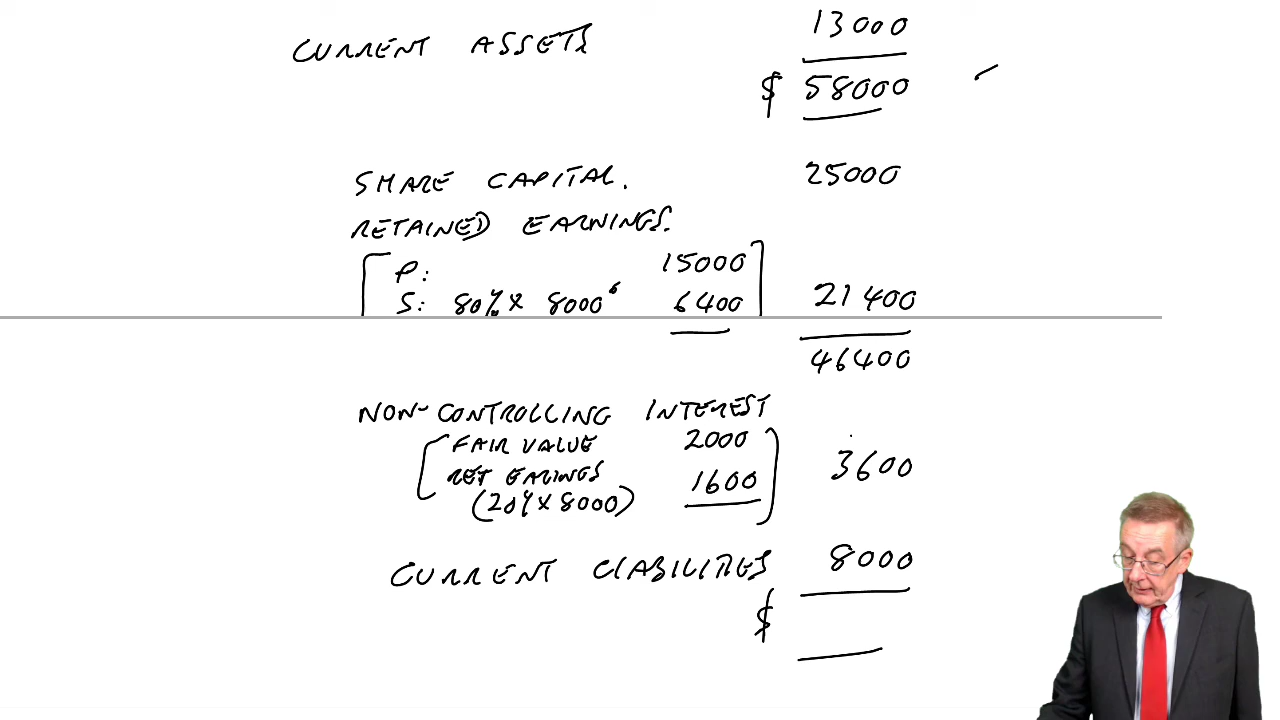 CURRENT ASSETS 13000
$ 58000
SHARE CAPITAL. 25000
RETAINED EARNINGS.
P: 15000
S: 80% x 8000 6400 21400
46400
NON-CONTROLLING INTEREST
FAIR VALUE 2000
RET EARINGS 1600 3600
(20% x 8000)
CURRENT LIABILITIES 8000
$